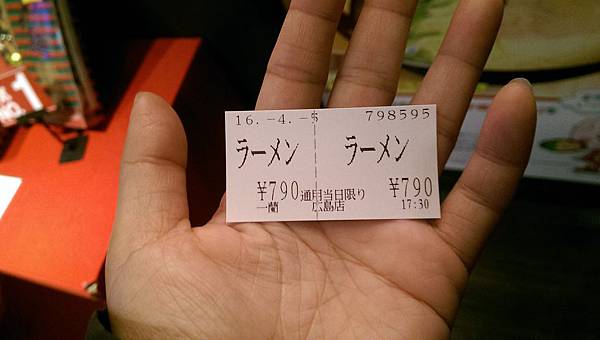 16.-4.-5 798595
ラーメン ラーメン
¥790 通用当日限り ¥790
一蘭 広島店 17:30
1